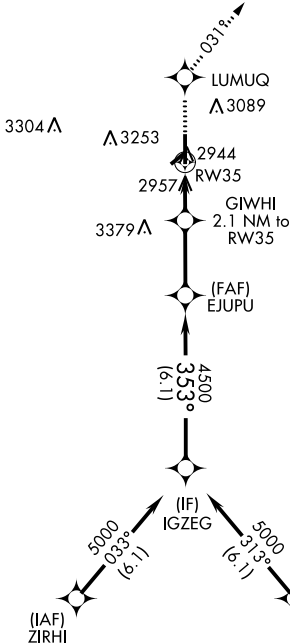 031°
LUMUQ
3089
3304
3253
2944
RW35
2957
GIWHI
2.1 NM to
RW35
3379
(FAF)
EJUPU
4500
353°
(6.1)
(IF)
IGZEG
5000
033°
(6.1)
5000
313°
(6.1)
(IAF)
ZIRHI